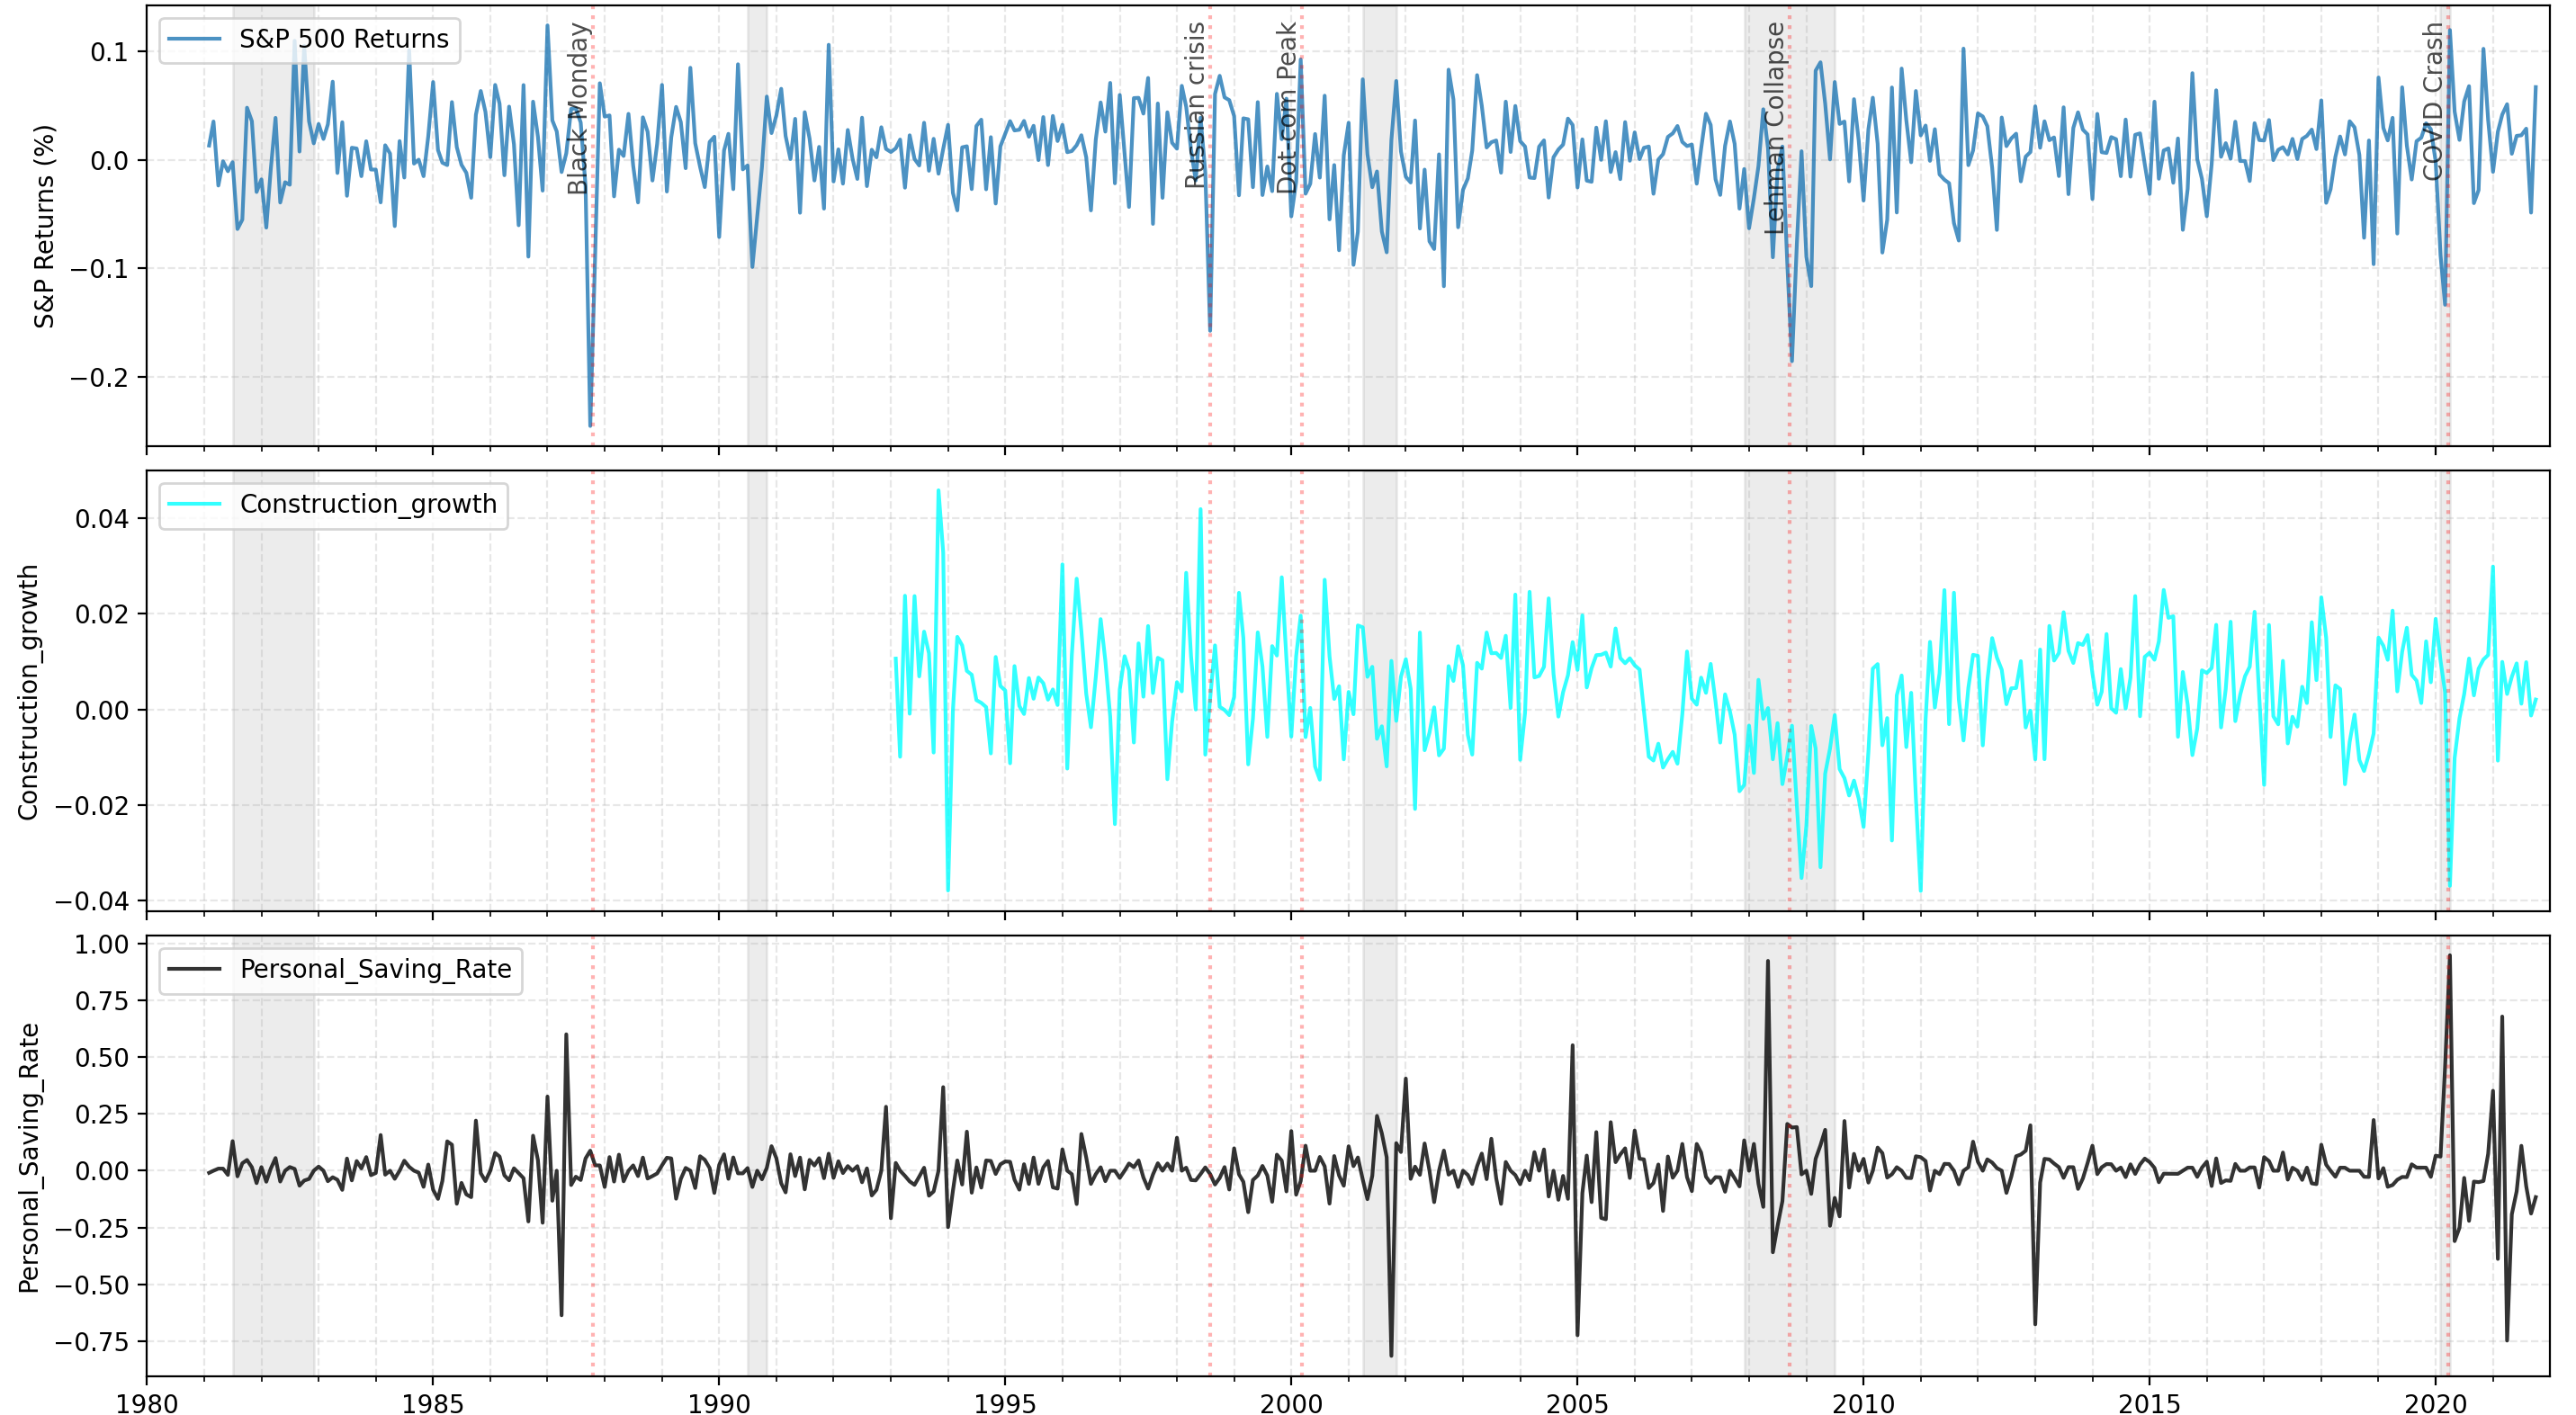 S&P 500 Returns
0.1
0.0
−0.1
−0.2
S&P Returns (%)
Black Monday
Russian crisis
Dot-com Peak
Lehman Collapse
COVID Crash
Construction_growth
0.04
0.02
0.00
−0.02
−0.04
Construction_growth
Personal_Saving_Rate
1.00
0.75
0.50
0.25
0.00
−0.25
−0.50
−0.75
Personal_Saving_Rate
1980 1985 1990 1995 2000 2005 2010 2015 2020